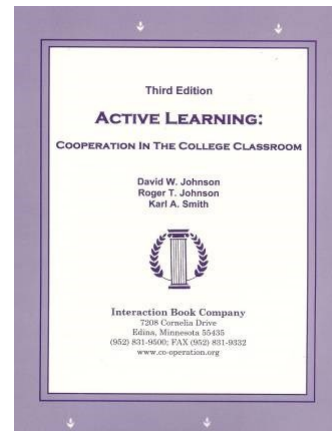 Third Edition
ACTIVE LEARNING:
COOPERATION IN THE COLLEGE CLASSROOM
David W. Johnson
Roger T. Johnson
Karl A. Smith
Interaction Book Company
7208 Cornelia Drive
Edina, Minnesota 55435
(952) 831-9500; FAX (952) 831-9332
www.co-operation.org